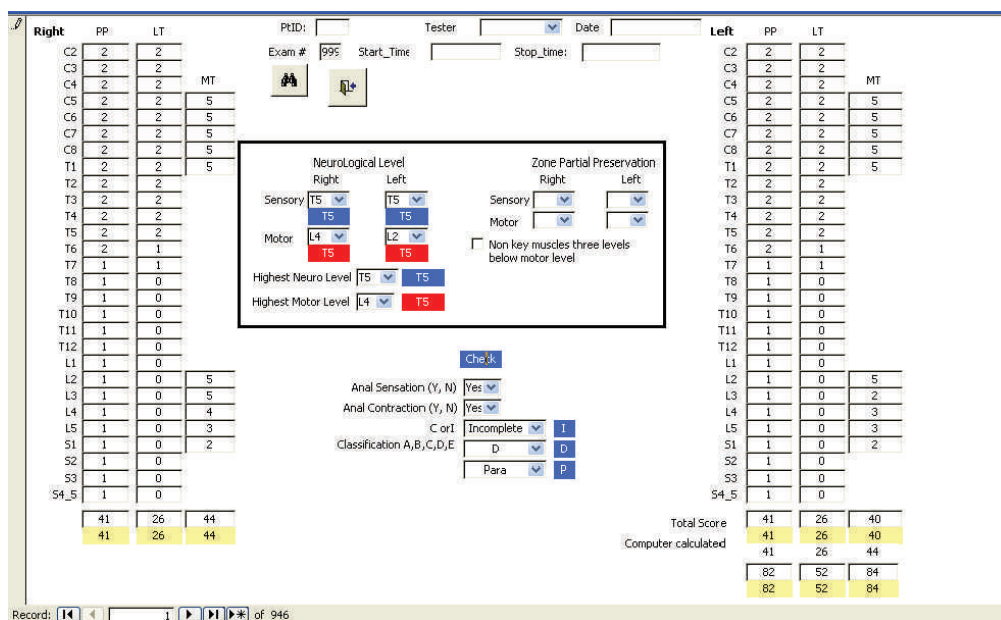 PtID: Tester Date
Right PP LT Left PP LT
Exam # 999 Start_Time Stop_time:
C2 2 2 C2 2 2
C3 2 2 C3 2 2
C4 2 2 MT C4 2 2 MT
C5 2 2 5 C5 2 2 5
C6 2 2 5 C6 2 2 5
C7 2 2 5 C7 2 2 5
C8 2 2 5 C8 2 2 5
T1 2 2 5 T1 2 2 5
NeuroLogical Level Zone Partial Preservation
T2 2 2 Right Left Right Left T2 2 2
T3 2 2 Sensory T5 T5 Sensory T3 2 2
T4 2 2 T5 T5 Motor T4 2 2
T5 2 2 Motor L4 L2 T5 2 2
T6 2 1 T5 T5 Non key muscles three levels T6 2 1
below motor level
T7 1 1 Highest Neuro Level T5 T5 T7 1 1
T8 1 0 T8 1 0
T9 1 0 Highest Motor Level L4 T5 T9 1 0
T10 1 0 T10 1 0
T11 1 0 T11 1 0
T12 1 0 T12 1 0
L1 1 0 Check L1 1 0
L2 1 0 5 Anal Sensation (Y, N) Yes L2 1 0 5
L3 1 0 5 Anal Contraction (Y, N) Yes L3 1 0 2
L4 1 0 4 L4 1 0 3
L5 1 0 3 C orI Incomplete I L5 1 0 3
S1 1 0 2 Classification A,B,C,D,E D D S1 1 0 2
S2 1 0 Para P S2 1 0
S3 1 0 S3 1 0
S4_5 1 0 S4_5 1 0
41 26 44 Total Score 41 26 40
41 26 44 Computer calculated 41 26 40
41 26 44
82 52 84
82 52 84
Record: 1 of 946